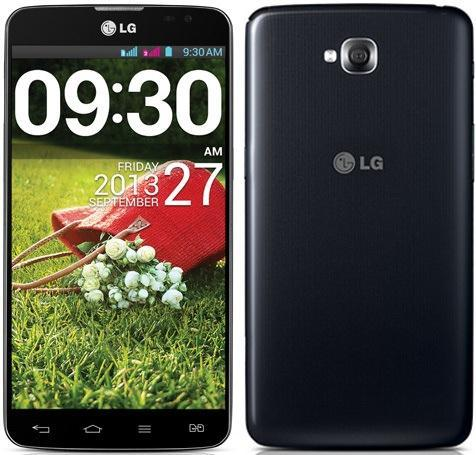 LG
9:30 AM
09:30
AM
FRIDAY
2013 27
SEPTEMBER
LG